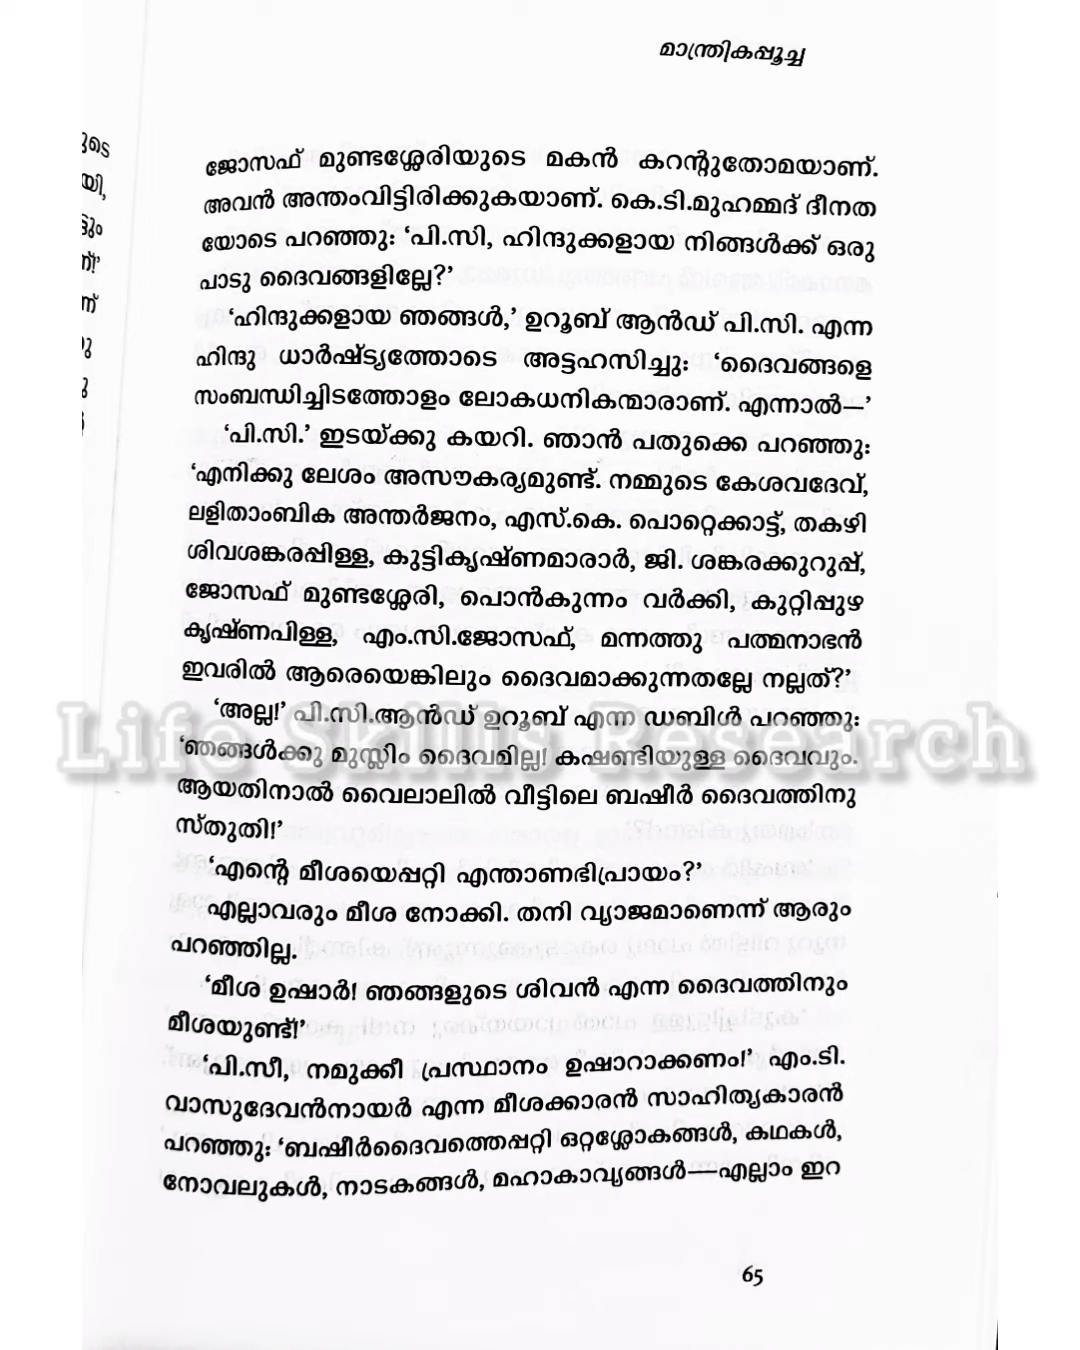 മാന്ത്രികപ്പൂച്ച
ജോസഫ് മുണ്ടശ്ശേരിയുടെ മകൻ കറന്റുതോമയാണ്.
അവൻ അന്തംവിട്ടിരിക്കുകയാണ്. കെ.ടി.മുഹമ്മദ് ദീനത
യോടെ പറഞ്ഞു: ‘പി.സി, ഹിന്ദുക്കളായ നിങ്ങൾക്ക് ഒരു
പാടു ദൈവങ്ങളില്ലേ?’
‘ഹിന്ദുക്കളായ ഞങ്ങൾ,’ ഉറൂബ് ആൻഡ് പി.സി. എന്ന
ഹിന്ദു ധാർഷ്ട്യത്തോടെ അട്ടഹസിച്ചു: ‘ദൈവങ്ങളെ
സംബന്ധിച്ചിടത്തോളം ലോകധനികന്മാരാണ്. എന്നാൽ—’
‘പി.സി.’ ഇടയ്ക്കു കയറി. ഞാൻ പതുക്കെ പറഞ്ഞു:
‘എനിക്കു ലേശം അസൗകര്യമുണ്ട്. നമ്മുടെ കേശവദേവ്,
ലളിതാംബിക അന്തർജനം, എസ്.കെ. പൊറ്റെക്കാട്ട്, തകഴി
ശിവശങ്കരപ്പിള്ള, കുട്ടികൃഷ്ണമാരാർ, ജി. ശങ്കരക്കുറുപ്പ്,
ജോസഫ് മുണ്ടശ്ശേരി, പൊൻകുന്നം വർക്കി, കുറ്റിപ്പുഴ
കൃഷ്ണപിള്ള, എം.സി.ജോസഫ്, മന്നത്തു പത്മനാഭൻ
ഇവരിൽ ആരെയെങ്കിലും ദൈവമാക്കുന്നതല്ലേ നല്ലത്?’
‘അല്ല!’ പി.സി.ആൻഡ് ഉറൂബ് എന്ന ഡബിൾ പറഞ്ഞു:
‘ഞങ്ങൾക്കു മുസ്ലിം ദൈവമില്ല! കഷണ്ടിയുള്ള ദൈവവും.
Life Skills Research
ആയതിനാൽ വൈലാലിൽ വീട്ടിലെ ബഷീർ ദൈവത്തിനു
സ്തുതി!’
‘എന്റെ മീശയെപ്പറ്റി എന്താണഭിപ്രായം?’
എല്ലാവരും മീശ നോക്കി. തനി വ്യാജമാണെന്ന് ആരും
പറഞ്ഞില്ല.
‘മീശ ഉഷാർ! ഞങ്ങളുടെ ശിവൻ എന്ന ദൈവത്തിനും
മീശയുണ്ട്!’
‘പി.സീ, നമുക്കീ പ്രസ്ഥാനം ഉഷാറാക്കണം!’ എം.ടി.
വാസുദേവൻനായർ എന്ന മീശക്കാരൻ സാഹിത്യകാരൻ
പറഞ്ഞു: ‘ബഷീർദൈവത്തെപ്പറ്റി ഒറ്റശ്ലോകങ്ങൾ, കഥകൾ,
നോവലുകൾ, നാടകങ്ങൾ, മഹാകാവ്യങ്ങൾ—എല്ലാം ഇറ
65